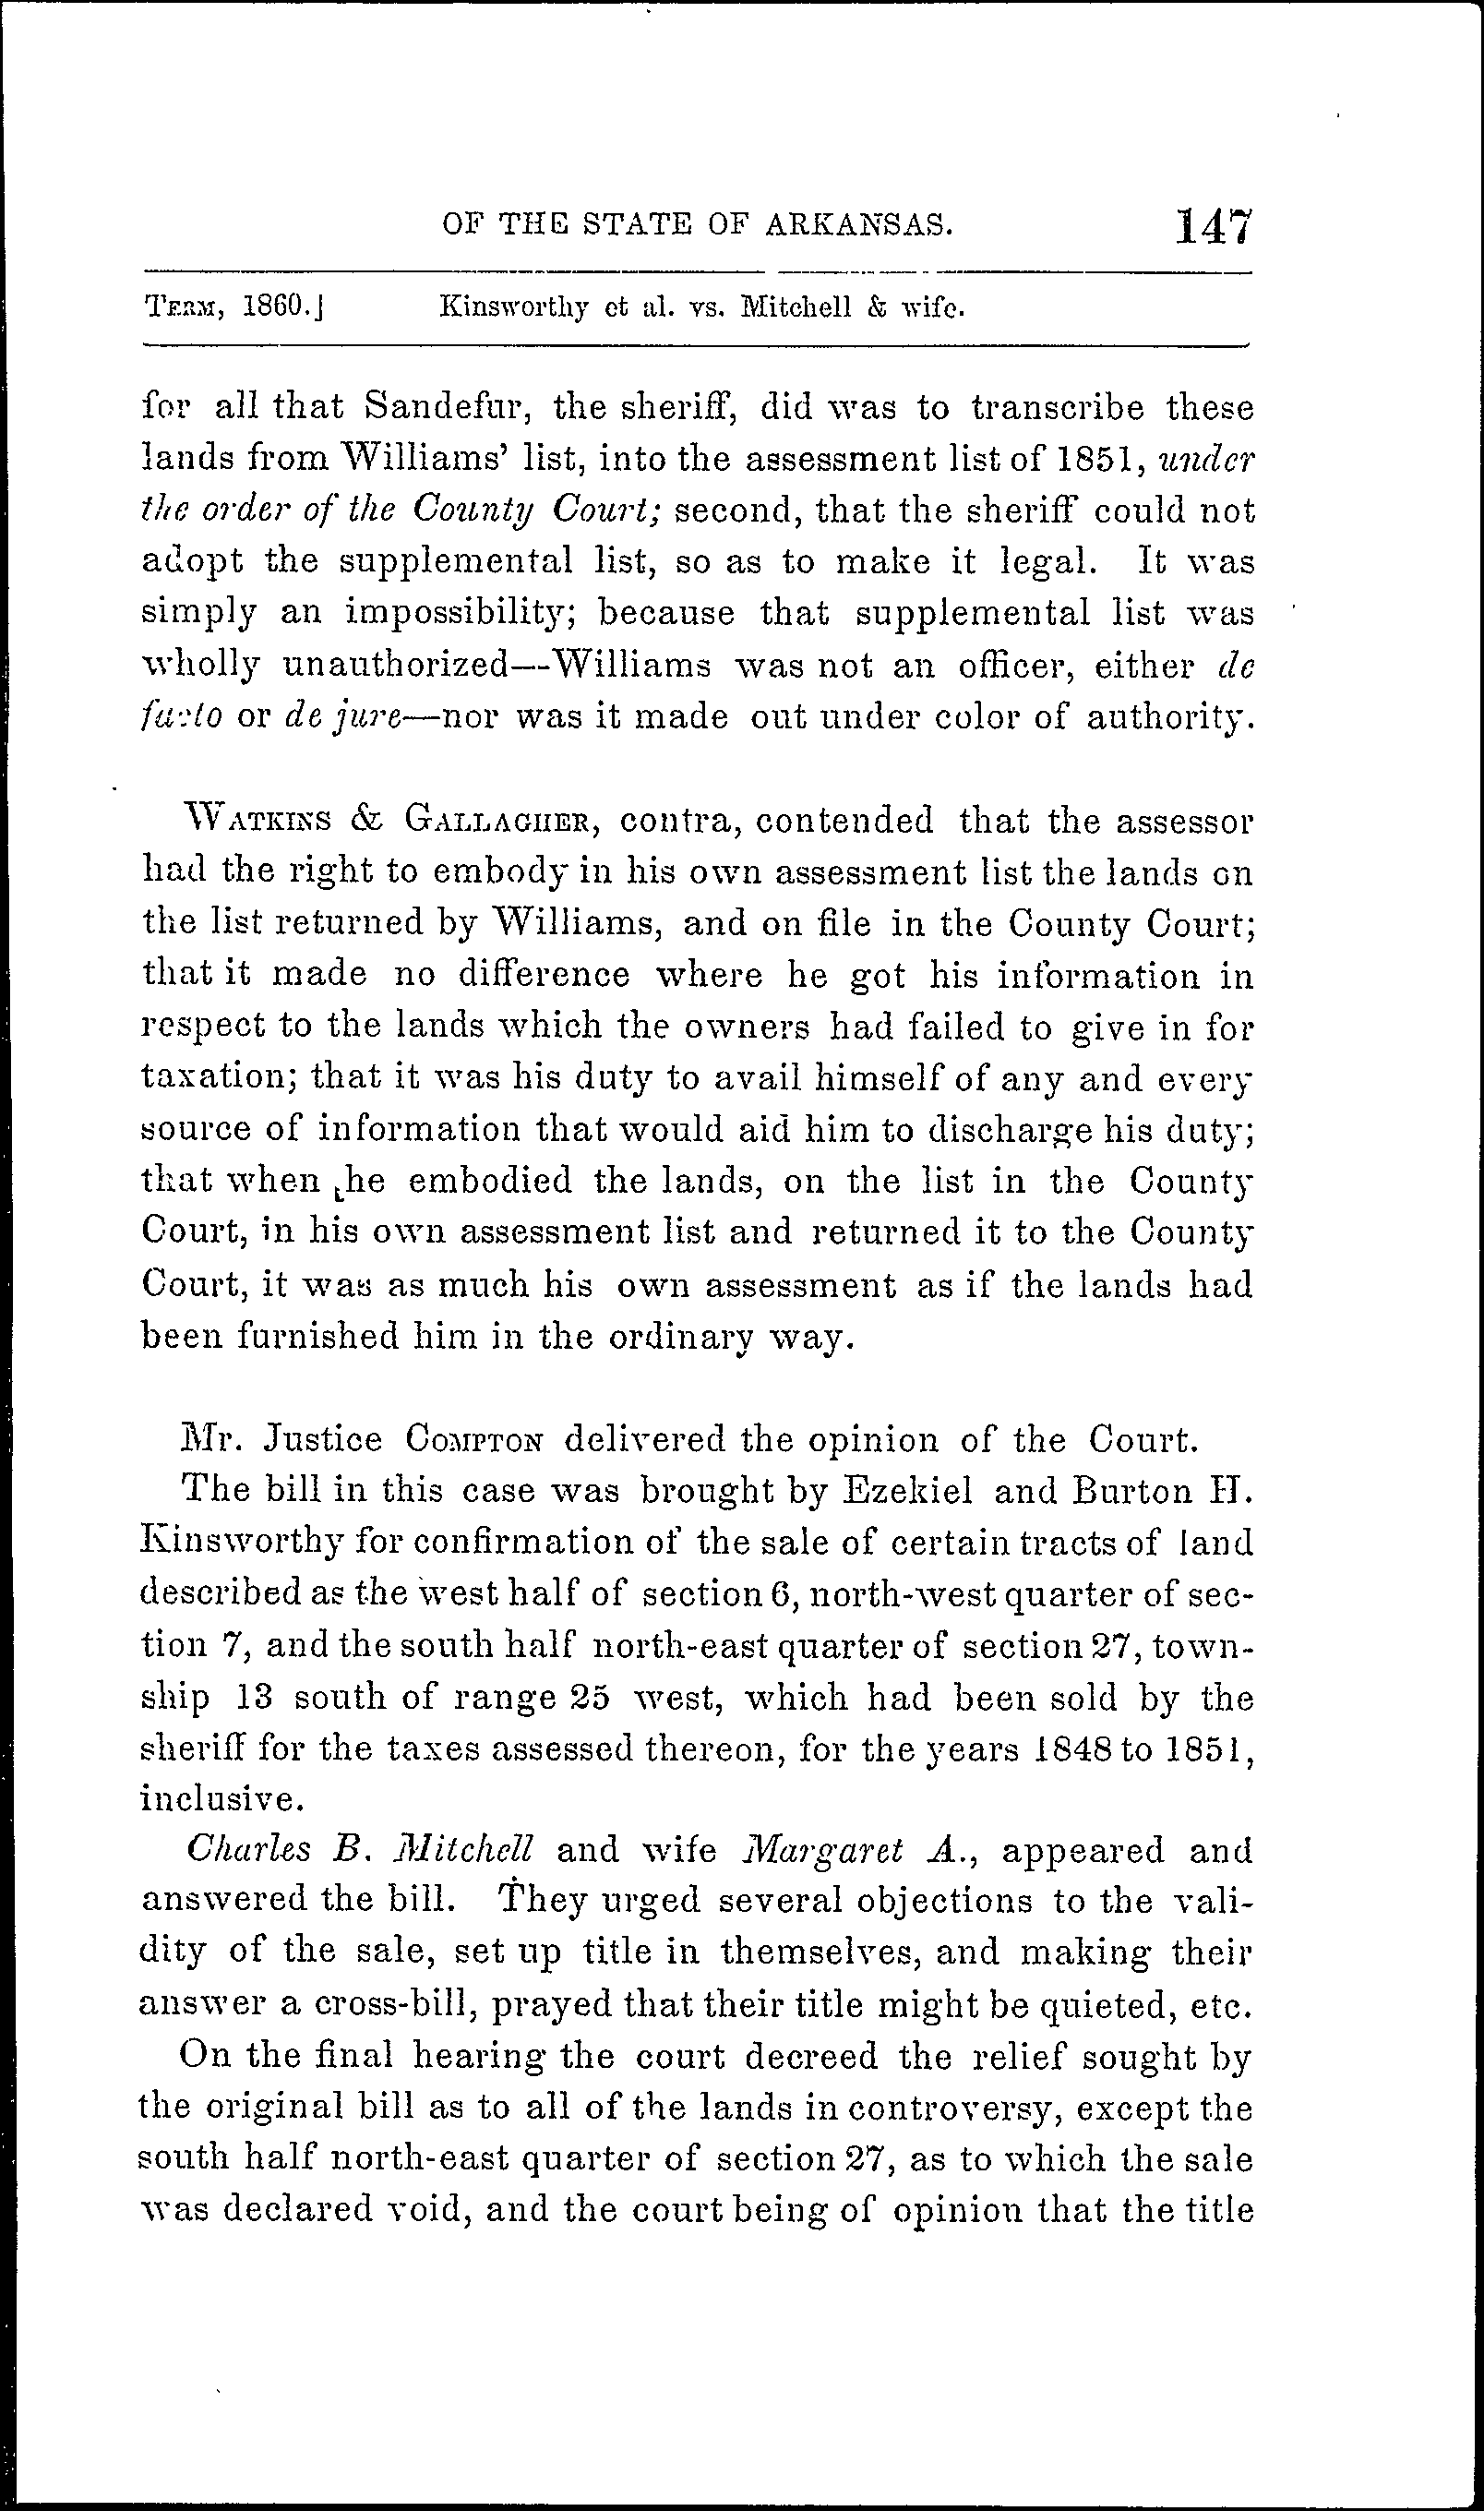 OF THE STATE OF ARKANSAS. 147
TERM, 1860.] Kinsworthy et al. vs. Mitchell & wife.
for all that Sandefur, the sheriff, did was to transcribe these
lands from Williams' list, into the assessment list of 1851, under
the order of the County Court; second, that the sheriff could not
adopt the supplemental list, so as to make it legal. It was
simply an impossibility; because that supplemental list was
wholly unauthorized—Williams was not an officer, either de
facto or de jure—nor was it made out under color of authority.
WATKINS & GALLAGHER, contra, contended that the assessor
had the right to embody in his own assessment list the lands on
the list returned by Williams, and on file in the County Court;
that it made no difference where he got his information in
respect to the lands which the owners had failed to give in for
taxation; that it was his duty to avail himself of any and every
source of information that would aid him to discharge his duty;
that when he embodied the lands, on the list in the County
Court, in his own assessment list and returned it to the County
Court, it was as much his own assessment as if the lands had
been furnished him in the ordinary way.
Mr. Justice COMPTON delivered the opinion of the Court.
The bill in this case was brought by Ezekiel and Burton H.
Kinsworthy for confirmation of the sale of certain tracts of land
described as the west half of section 6, north-west quarter of sec-
tion 7, and the south half north-east quarter of section 27, town-
ship 13 south of range 25 west, which had been sold by the
sheriff for the taxes assessed thereon, for the years 1848 to 1851,
inclusive.
Charles B. Mitchell and wife Margaret A., appeared and
answered the bill. They urged several objections to the vali-
dity of the sale, set up title in themselves, and making their
answer a cross-bill, prayed that their title might be quieted, etc.
On the final hearing the court decreed the relief sought by
the original bill as to all of the lands in controversy, except the
south half north-east quarter of section 27, as to which the sale
was declared void, and the court being of opinion that the title